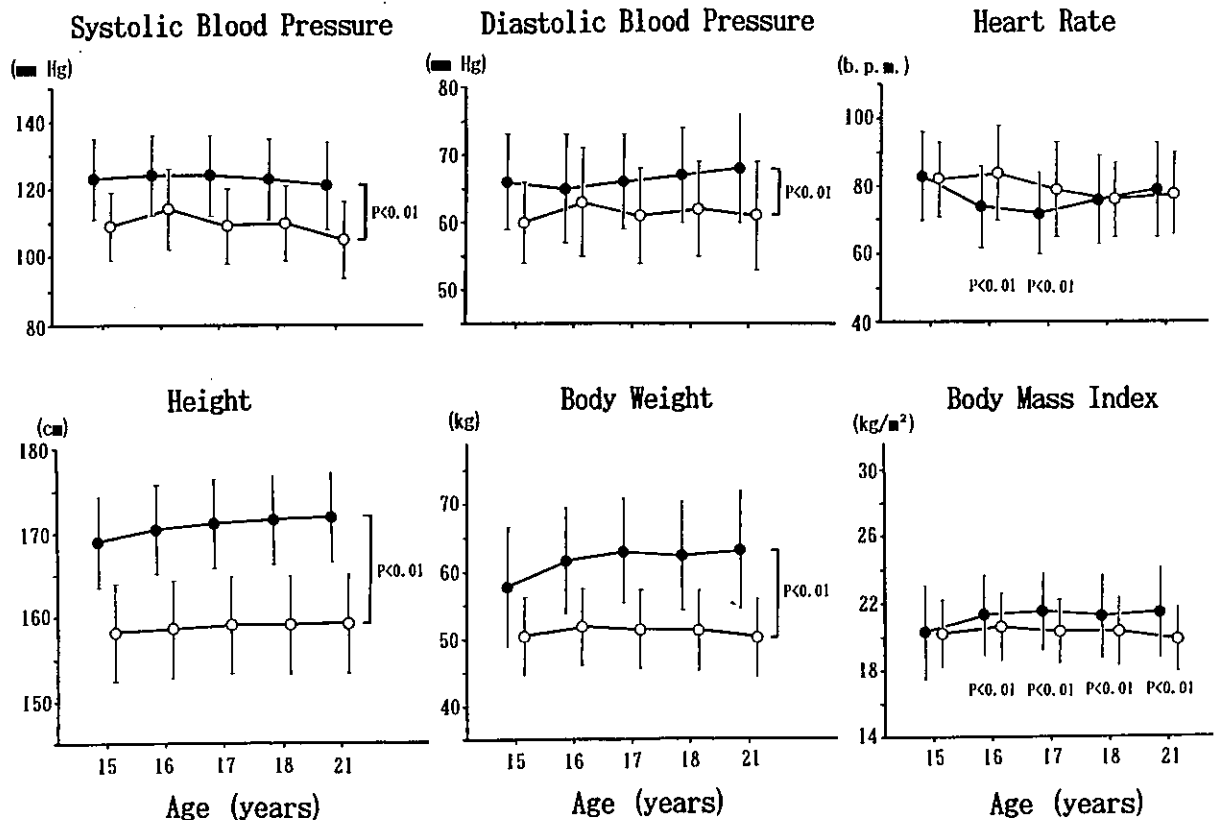 Systolic Blood Pressure
(mm Hg)
140
120
100
80
P<0.01
Diastolic Blood Pressure
(mm Hg)
80
70
60
50
P<0.01
Heart Rate
(b.p.m.)
100
80
60
40
P<0.01 P<0.01
Height
(cm)
180
170
160
150
P<0.01
15 16 17 18 21
Age (years)
Body Weight
(kg)
70
60
50
40
P<0.01
15 16 17 18 21
Age (years)
Body Mass Index
(kg/m²)
30
26
22
18
14
P<0.01 P<0.01 P<0.01 P<0.01
15 16 17 18 21
Age (years)